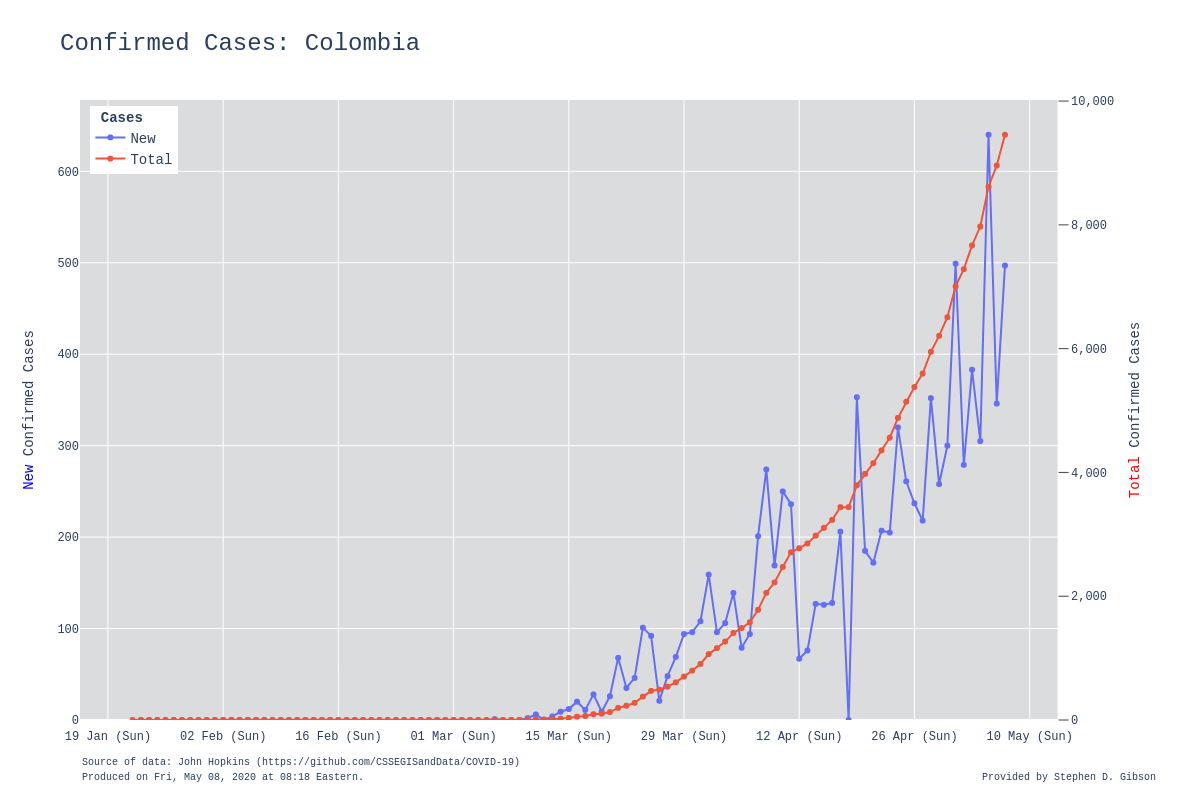 Confirmed Cases: Colombia
Cases
New
Total
600
500
400
300
200
100
0
New Confirmed Cases
10,000
8,000
6,000
4,000
2,000
0
Total Confirmed Cases
19 Jan (Sun) 02 Feb (Sun) 16 Feb (Sun) 01 Mar (Sun) 15 Mar (Sun) 29 Mar (Sun) 12 Apr (Sun) 26 Apr (Sun) 10 May (Sun)
Source of data: John Hopkins (https://github.com/CSSEGISandData/COVID-19)
Produced on Fri, May 08, 2020 at 08:18 Eastern.
Provided by Stephen D. Gibson